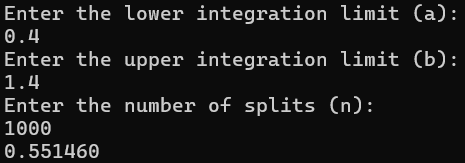 Enter the lower integration limit (a):
0.4
Enter the upper integration limit (b):
1.4
Enter the number of splits (n):
1000
0.551460